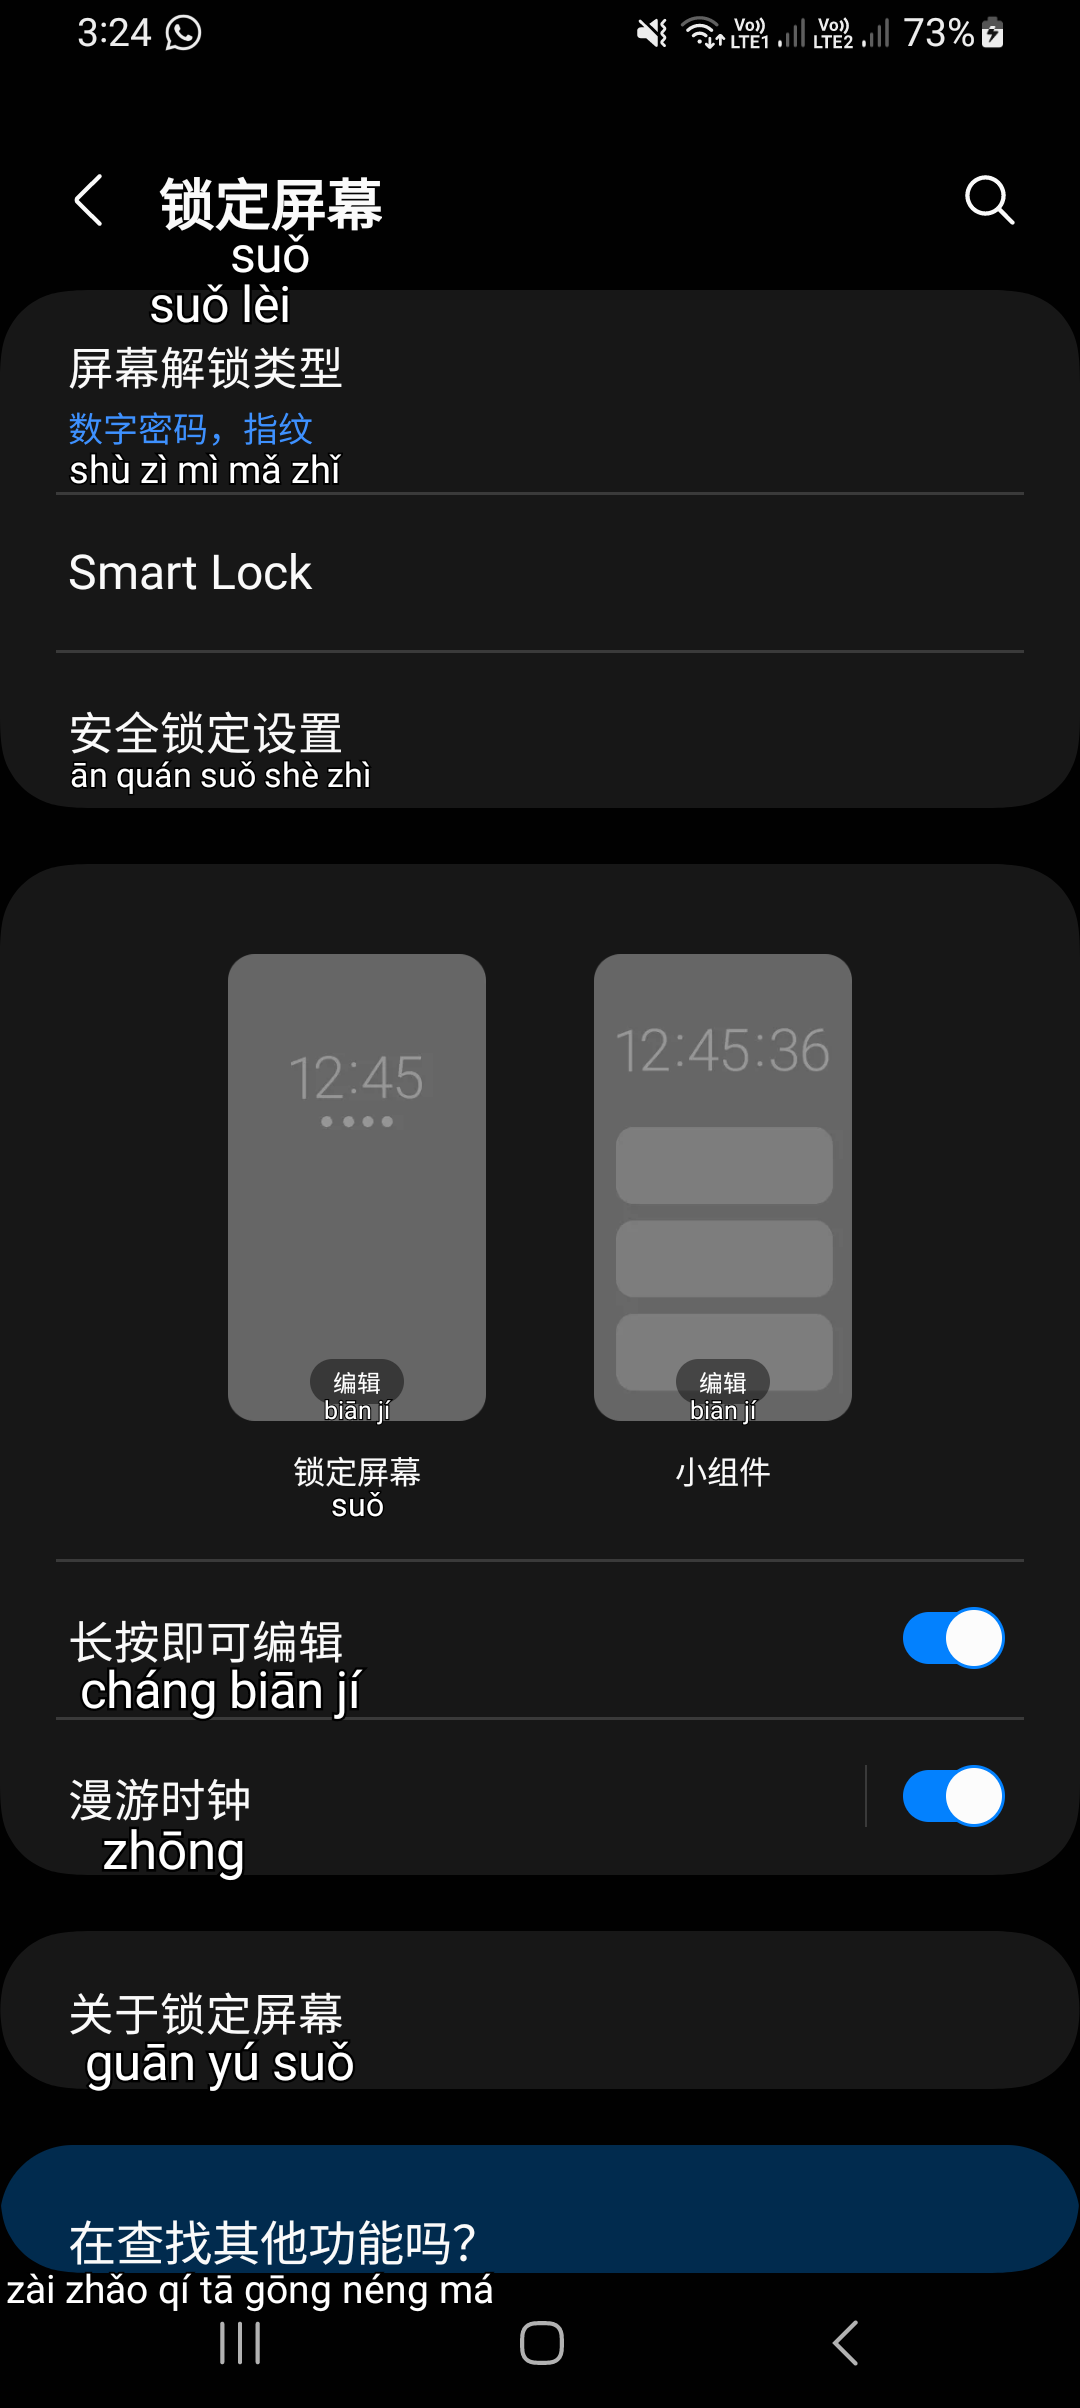 3:24 73%
Vo)) LTE1 Vo)) LTE2
锁定屏幕
suǒ
suǒ lèi
屏幕解锁类型
数字密码，指纹
shù zì mì mǎ zhǐ
Smart Lock
安全锁定设置
ān quán suǒ shè zhì
12:45 12:45:36
编辑 编辑
biān jí biān jí
锁定屏幕 小组件
suǒ
长按即可编辑
cháng biān jí
漫游时钟
zhōng
关于锁定屏幕
guān yú suǒ
在查找其他功能吗？
zài zhǎo qí tā gōng néng má